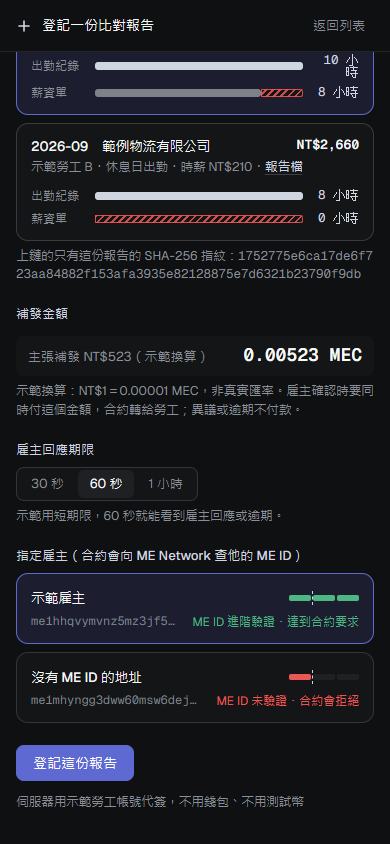 登記一份比對報告
返回列表
出勤紀錄
10 小
時
薪資單
8 小時
2026-09 範例物流有限公司
NT$2,660
示範勞工 B · 休息日出勤 · 時薪 NT$210 · 報告檔
出勤紀錄
8 小時
薪資單
0 小時
上鏈的只有這份報告的 SHA-256 指紋：1752775e6ca17de6f7
23aa84882f153afa3935e82128875e7d6321b23790f9db
補發金額
主張補發 NT$523（示範換算）
0.00523 MEC
示範換算：NT$1＝0.00001 MEC，非真實匯率。雇主確認時要同
時付這個金額，合約轉給勞工；異議或逾期不付款。
雇主回應期限
30 秒
60 秒
1 小時
示範用短期限，60 秒就能看到雇主回應或逾期。
指定雇主（合約會向 ME Network 查他的 ME ID）
示範雇主
me1hhqvymvnz5mz3jf5…
ME ID 進階驗證 · 達到合約要求
沒有 ME ID 的地址
me1mhyngg3dww60msw6dej…
ME ID 未驗證 · 合約會拒絕
登記這份報告
伺服器用示範勞工帳號代簽，不用錢包、不用測試幣